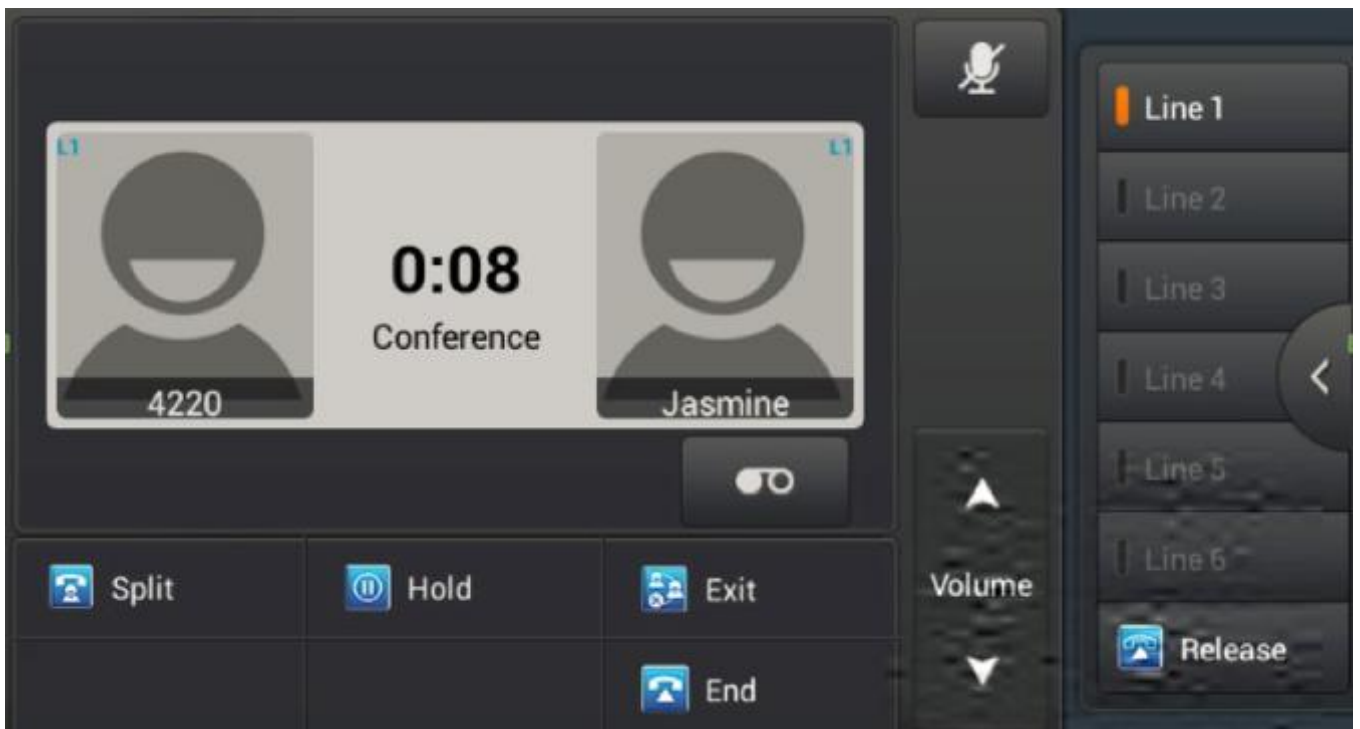 L1
L1
0:08
Conference
4220
Jasmine
Split
Hold
Exit
End
Volume
Line 1
Line 2
Line 3
Line 4
Line 5
Line 6
Release